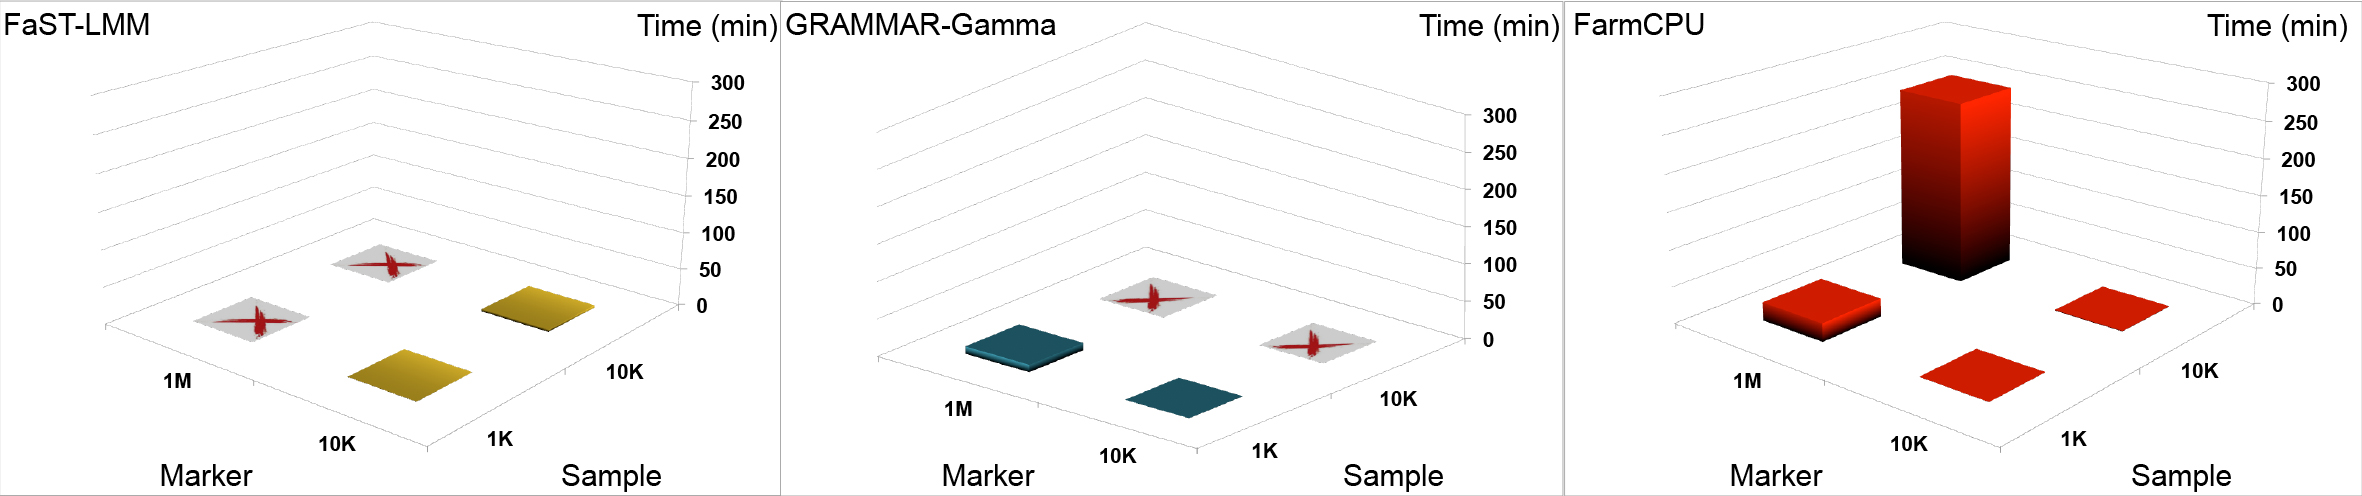 FaST-LMM
Time (min)
300
250
200
150
100
50
0
1M
10K
10K
1K
Marker
Sample
GRAMMAR-Gamma
Time (min)
300
250
200
150
100
50
0
1M
10K
10K
1K
Marker
Sample
FarmCPU
Time (min)
300
250
200
150
100
50
0
1M
10K
10K
1K
Marker
Sample